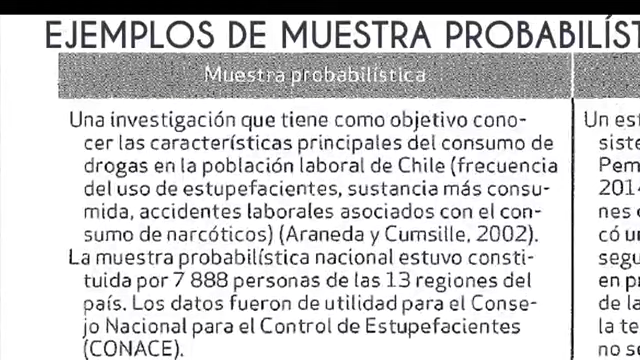 EJEMPLOS DE MUESTRA PROBABILÍST
Muestra probabilística
Una investigación que tiene como objetivo cono-
cer las características principales del consumo de
drogas en la población laboral de Chile (frecuencia
del uso de estupefacientes, sustancia más consu-
mida, accidentes laborales asociados con el con-
sumo de narcóticos) (Araneda y Cumsille, 2002).
La muestra probabilística nacional estuvo consti-
tuida por 7 888 personas de las 13 regiones del
país. Los datos fueron de utilidad para el Conse-
jo Nacional para el Control de Estupefacientes
(CONACE).
Un es
siste
Pem
2014
nes
có u
segu
en p
de la
la te
no s